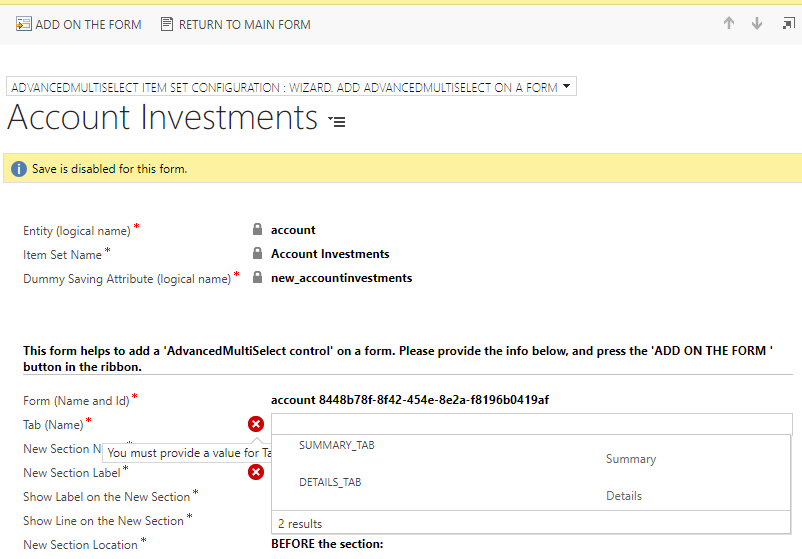 ADD ON THE FORM RETURN TO MAIN FORM
ADVANCEDMULTISELECT ITEM SET CONFIGURATION : WIZARD. ADD ADVANCEDMULTISELECT ON A FORM
Account Investments
Save is disabled for this form.
Entity (logical name) * account
Item Set Name * Account Investments
Dummy Saving Attribute (logical name) * new_accountinvestments
This form helps to add a 'AdvancedMultiSelect control' on a form. Please provide the info below, and press the 'ADD ON THE FORM '
button in the ribbon.
Form (Name and Id) * account 8448b78f-8f42-454e-8e2a-f8196b0419af
Tab (Name) *
SUMMARY_TAB
New Section
You must provide a value for
Summary
New Section Label *
DETAILS_TAB
Show Label on the New Section *
Details
Show Line on the New Section *
2 results
New Section Location * BEFORE the section: